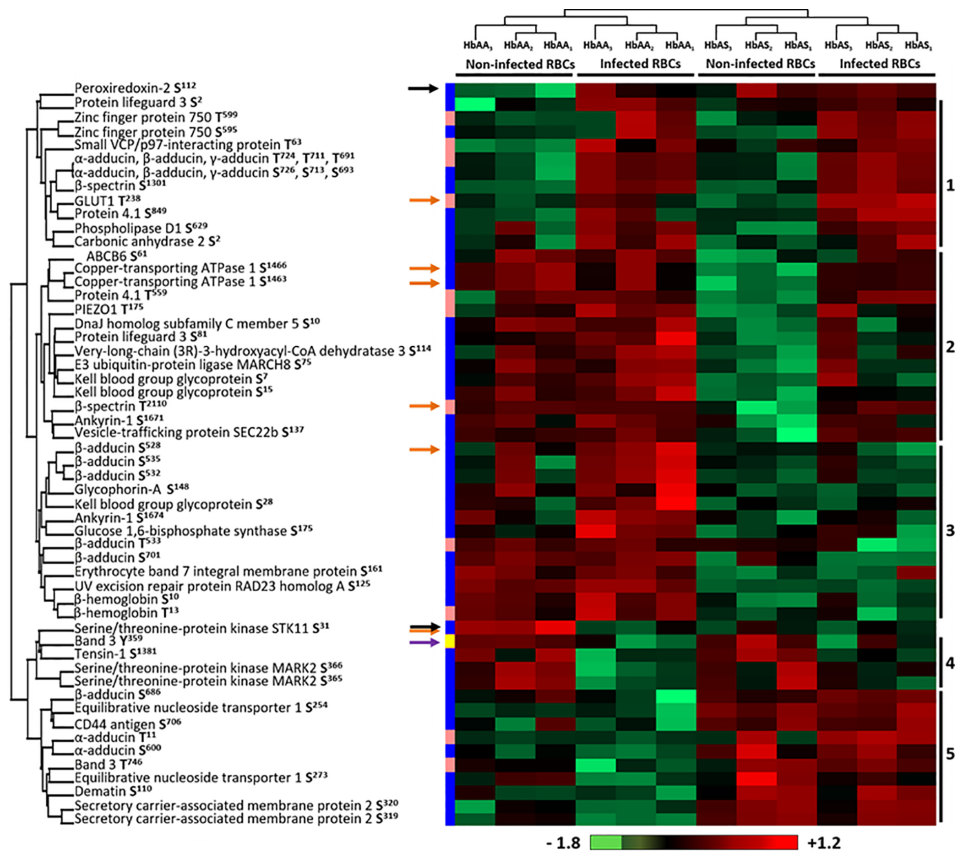 HbAA₃ HbAA₂ HbAA₁ HbAA₃ HbAA₂ HbAA₁ HbAS₃ HbAS₂ HbAS₁ HbAS₃ HbAS₂ HbAS₁
Non-infected RBCs Infected RBCs Non-infected RBCs Infected RBCs
Peroxiredoxin-2 S¹¹²
Protein lifeguard 3 S²
Zinc finger protein 750 T⁵⁹⁹
Zinc finger protein 750 S⁵⁹⁵
Small VCP/p97-interacting protein T⁶³
α-adducin, β-adducin, γ-adducin T⁷²⁴, T⁷¹¹, T⁶⁹¹
α-adducin, β-adducin, γ-adducin S⁷²⁶, S⁷¹³, S⁶⁹³
β-spectrin S¹³⁰¹
GLUT1 T²³⁸
Protein 4.1 S⁸⁴⁹
Phospholipase D1 S⁶²⁹
Carbonic anhydrase 2 S²
1
ABCB6 S⁶¹
Copper-transporting ATPase 1 S¹⁴⁶⁶
Copper-transporting ATPase 1 S¹⁴⁶³
Protein 4.1 T⁵⁵⁹
PIEZO1 T¹⁷⁵
DnaJ homolog subfamily C member 5 S¹⁰
Protein lifeguard 3 S⁸¹
Very-long-chain (3R)-3-hydroxyacyl-CoA dehydratase 3 S¹¹⁴
E3 ubiquitin-protein ligase MARCH8 S⁷⁵
Kell blood group glycoprotein S⁷
Kell blood group glycoprotein S¹⁵
β-spectrin T²¹¹⁰
Ankyrin-1 S¹⁶⁷¹
Vesicle-trafficking protein SEC22b S¹³⁷
2
β-adducin S⁵²⁸
β-adducin S⁵³⁵
β-adducin S⁵³²
Glycophorin-A S¹⁴⁸
Kell blood group glycoprotein S²⁸
Ankyrin-1 S¹⁶⁷⁴
Glucose 1,6-bisphosphate synthase S¹⁷⁵
β-adducin T⁵³³
β-adducin S⁷⁰¹
Erythrocyte band 7 integral membrane protein S¹⁶¹
UV excision repair protein RAD23 homolog A S¹²⁵
β-hemoglobin S¹⁰
β-hemoglobin T¹³
3
Serine/threonine-protein kinase STK11 S³¹
Band 3 Y³⁵⁹
Tensin-1 S¹³⁸¹
Serine/threonine-protein kinase MARK2 S³⁶⁶
Serine/threonine-protein kinase MARK2 S³⁶⁵
4
β-adducin S⁶⁸⁶
Equilibrative nucleoside transporter 1 S²⁵⁴
CD44 antigen S⁷⁰⁶
α-adducin T¹¹
α-adducin S⁶⁰⁰
Band 3 T⁷⁴⁶
Equilibrative nucleoside transporter 1 S²⁷³
Dematin S¹¹⁰
Secretory carrier-associated membrane protein 2 S³²⁰
Secretory carrier-associated membrane protein 2 S³¹⁹
5
- 1.8 +1.2